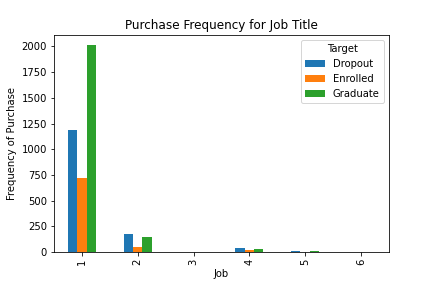 Purchase Frequency for Job Title
Target
Dropout
Enrolled
Graduate
2000
1750
1500
1250
1000
750
500
250
0
Frequency of Purchase
1
2
3
4
5
6
Job